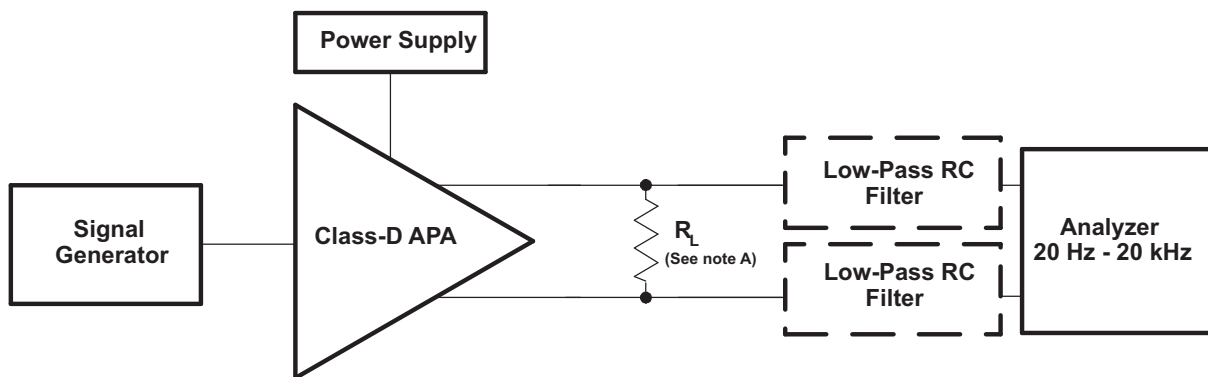 Power Supply
Signal
Generator
Class-D APA
R_L
(See note A)
Low-Pass RC
Filter
Low-Pass RC
Filter
Analyzer
20 Hz - 20 kHz